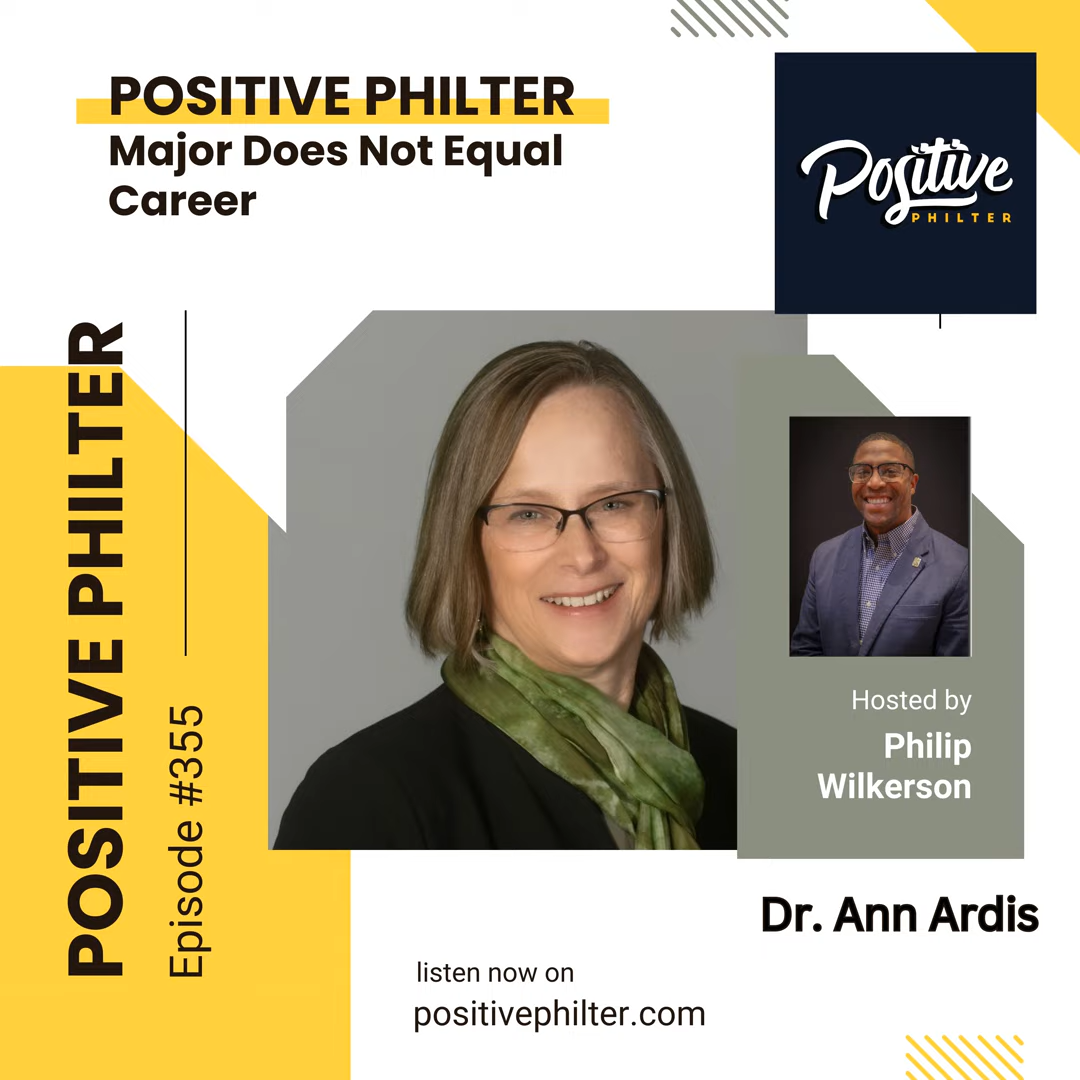 POSITIVE PHILTER
Major Does Not Equal
Career
Positive
PHILTER
POSITIVE PHILTER
Episode #355
Hosted by
Philip
Wilkerson
Dr. Ann Ardis
listen now on
positivephilter.com